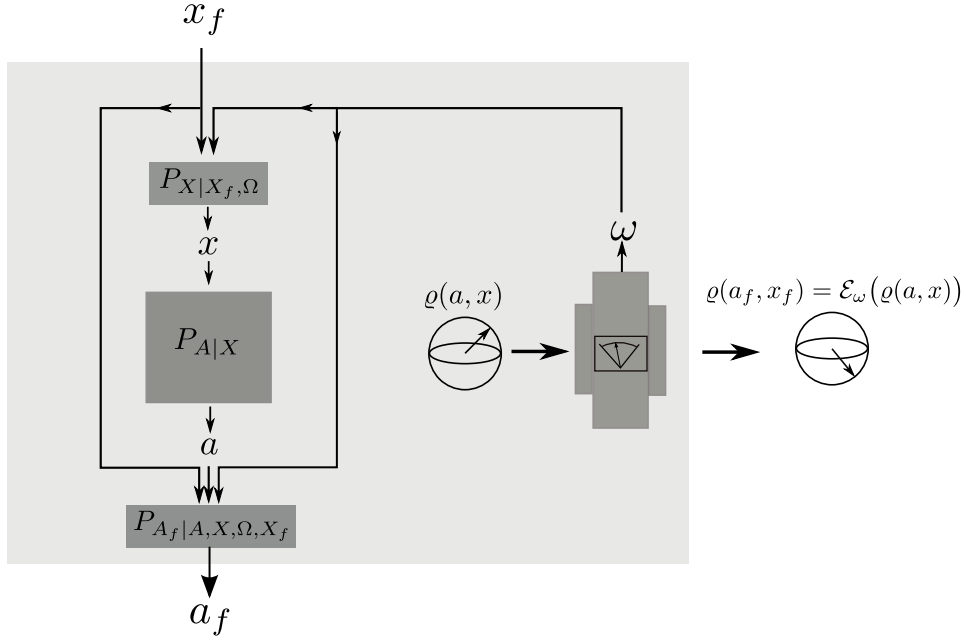 x_f
P_{X|X_f,Ω}
x
ω
ϱ(a, x)
ϱ(a_f, x_f) = ℰ_ω(ϱ(a, x))
P_{A|X}
a
P_{A_f|A,X,Ω,X_f}
a_f